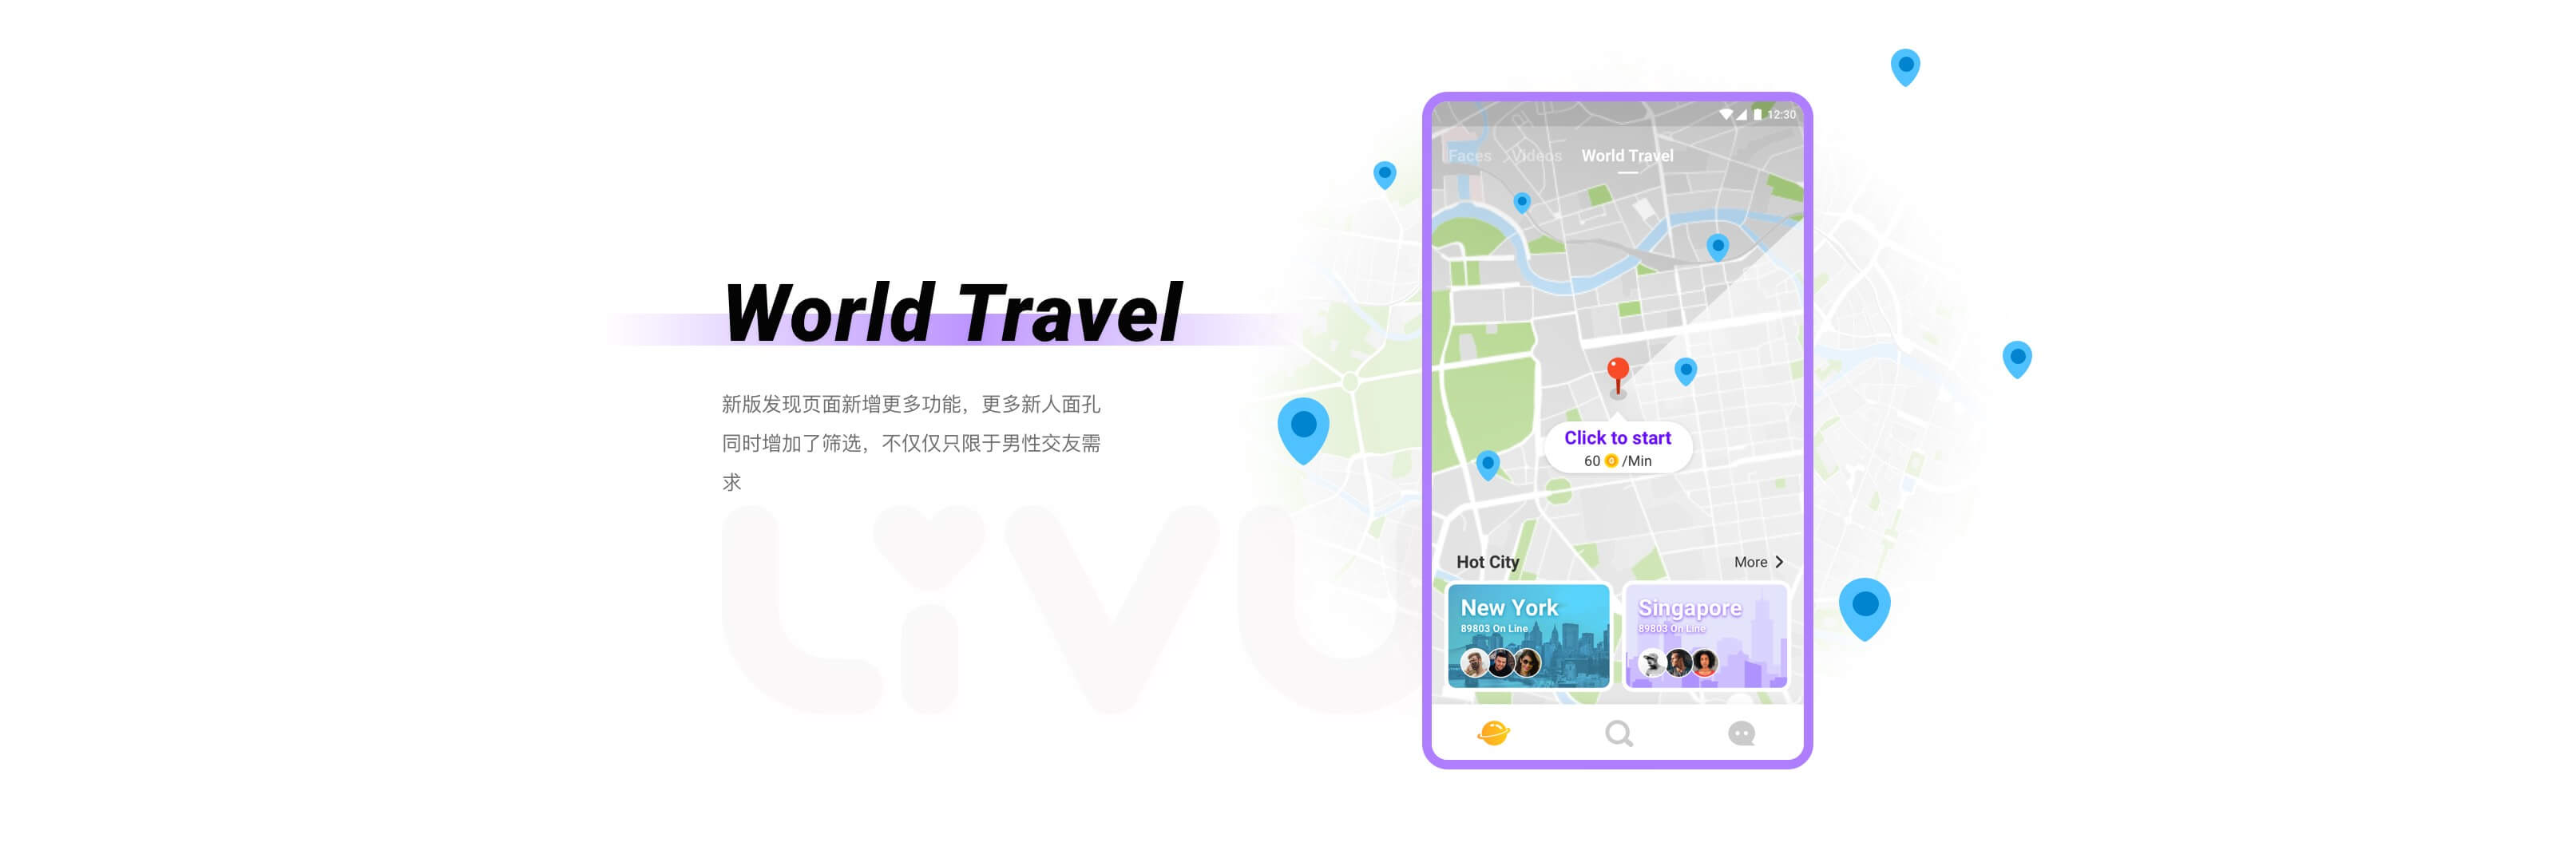 World Travel
新版发现页面新增更多功能，更多新人面孔
同时增加了筛选，不仅仅只限于男性交友需
求
LiVU
12:30
Faces Videos World Travel
Click to start
60 /Min
Hot City More
New York
89803 On Line
Singapore
89803 On Line